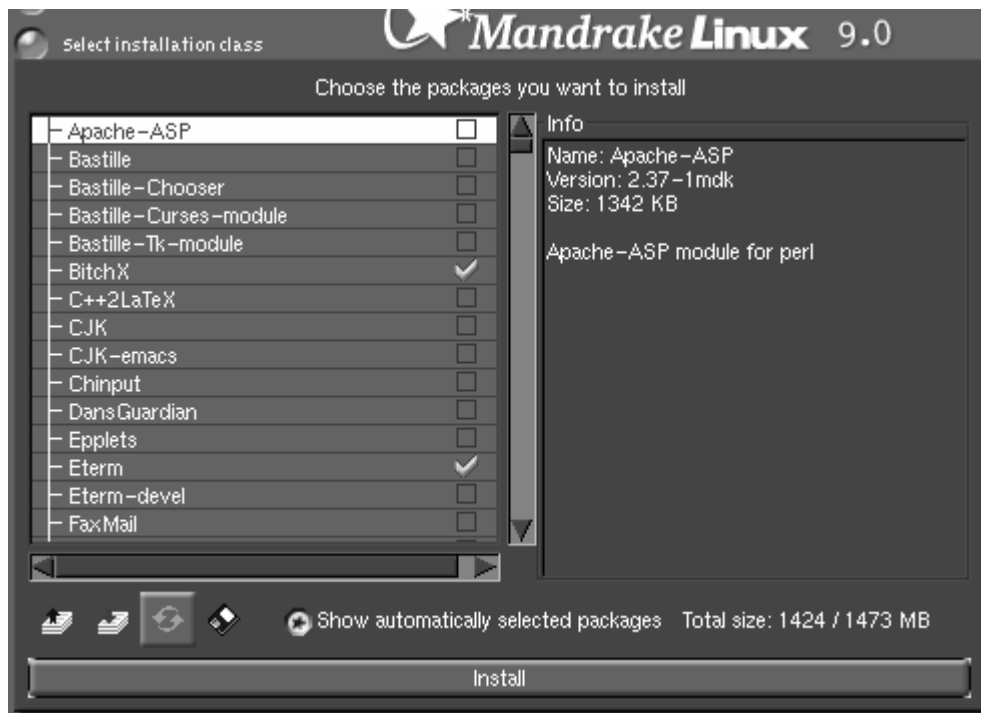 Mandrake Linux 9.0
Select installation class
Choose the packages you want to install
Apache-ASP
Bastille
Bastille-Chooser
Bastille-Curses-module
Bastille-Tk-module
BitchX
C++2LaTeX
CJK
CJK-emacs
Chinput
DansGuardian
Epplets
Eterm
Eterm-devel
FaxMail
Info
Name: Apache-ASP
Version: 2.37-1mdk
Size: 1342 KB
Apache-ASP module for perl
Show automatically selected packages Total size: 1424 / 1473 MB
Install